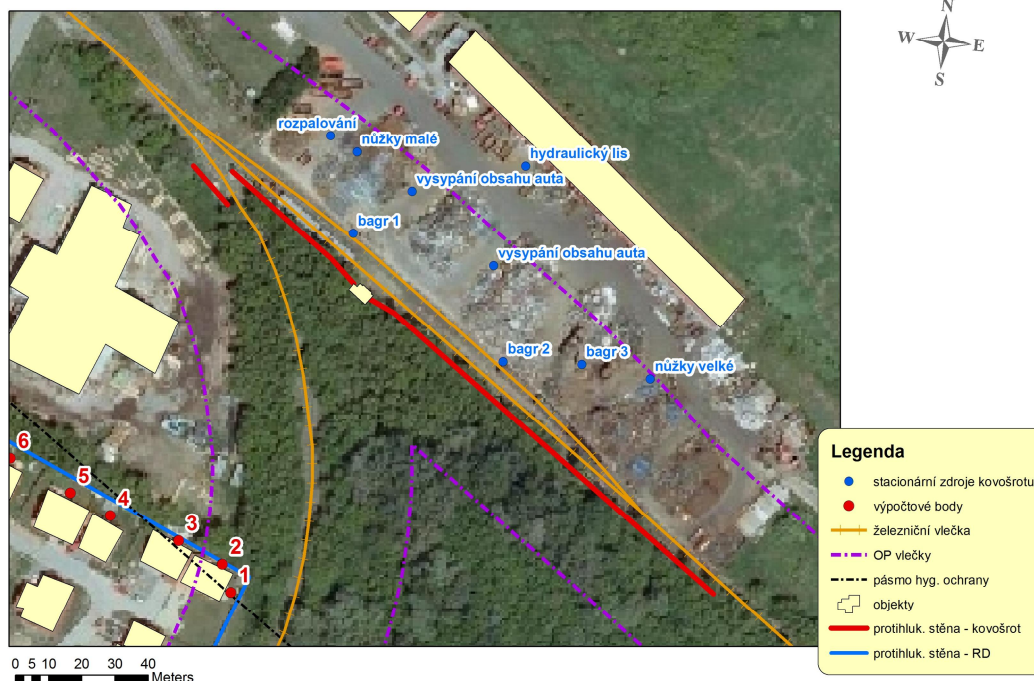 N
W E
S
rozpalování
nůžky malé
hydraulický lis
vysypání obsahu auta
bagr 1
vysypání obsahu auta
bagr 2
bagr 3
nůžky velké
6
5
4
3
2
1
Legenda
stacionární zdroje kovošrotu
výpočtové body
železniční vlečka
OP vlečky
pásmo hyg. ochrany
objekty
protihluk. stěna - kovošrot
protihluk. stěna - RD
0 5 10 20 30 40
Meters